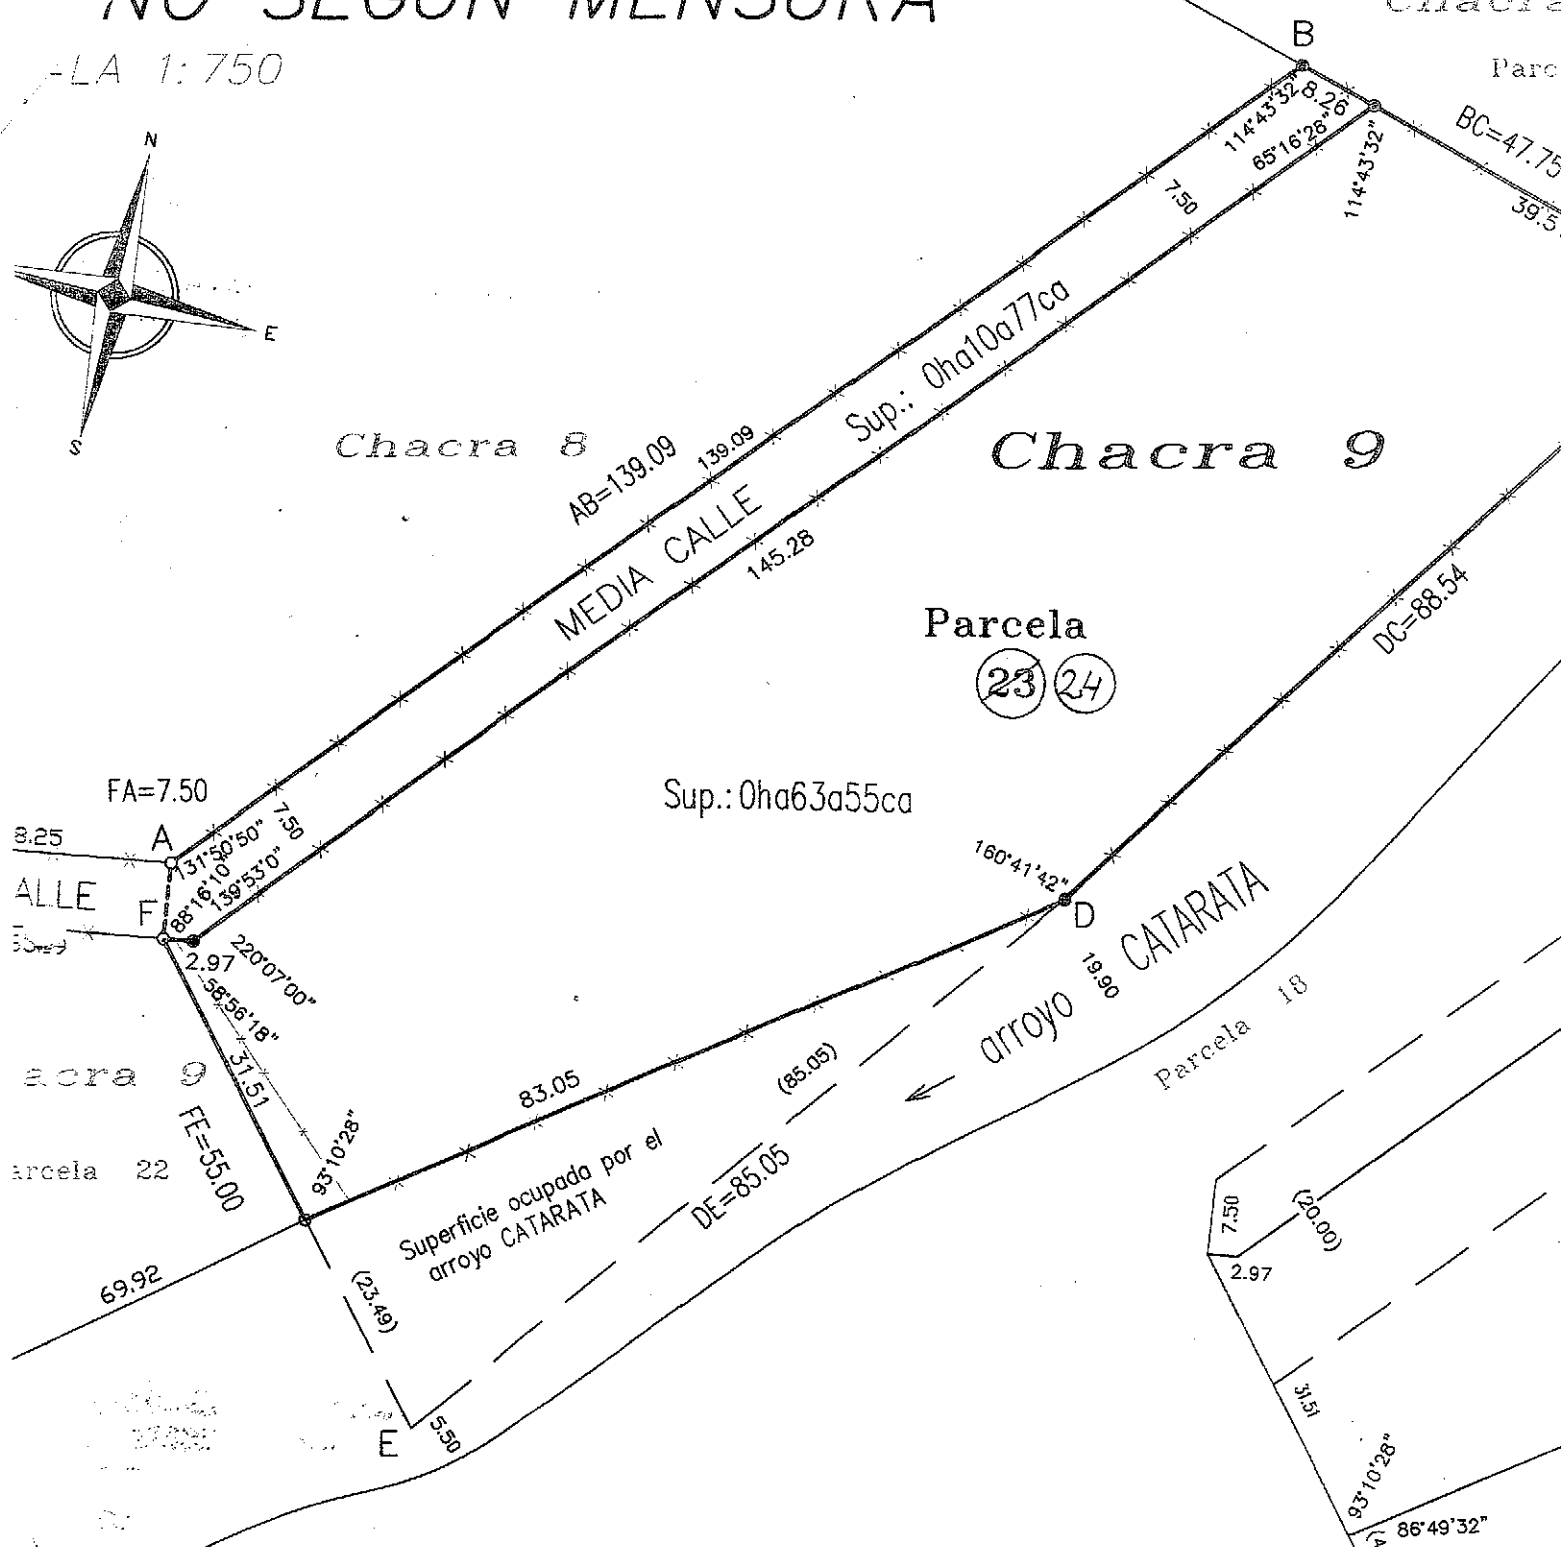 NO SEGUN MENSURA
LA 1:750
B
Chacra
Parc
8.26
114°43'32"
65°16'28"
114°43'32"
BC=47.75
39.5
7.50
N
E
S
Sup.: 0ha10a77ca
Chacra 8
AB=139.09
139.09
Chacra 9
MEDIA CALLE
145.28
Parcela
23 24
DC=88.54
FA=7.50
Sup.:0ha63a55ca
7.50
8.25
A
131°50'50"
88°16'10"
139°53'0"
160°41'42"
ALLE
F
D
2.97
220°07'00"
58°56'18"
19.90
arroyo CATARATA
Parcela 18
acra 9
31.51
83.05
(85.05)
FE=55.00
93°10'28"
arcela 22
Superficie ocupada por el
arroyo CATARATA
DE=85.05
7.50
(20.00)
2.97
69.92
(23.49)
E
5.50
31.51
93°10'28"
86°49'32"
(4